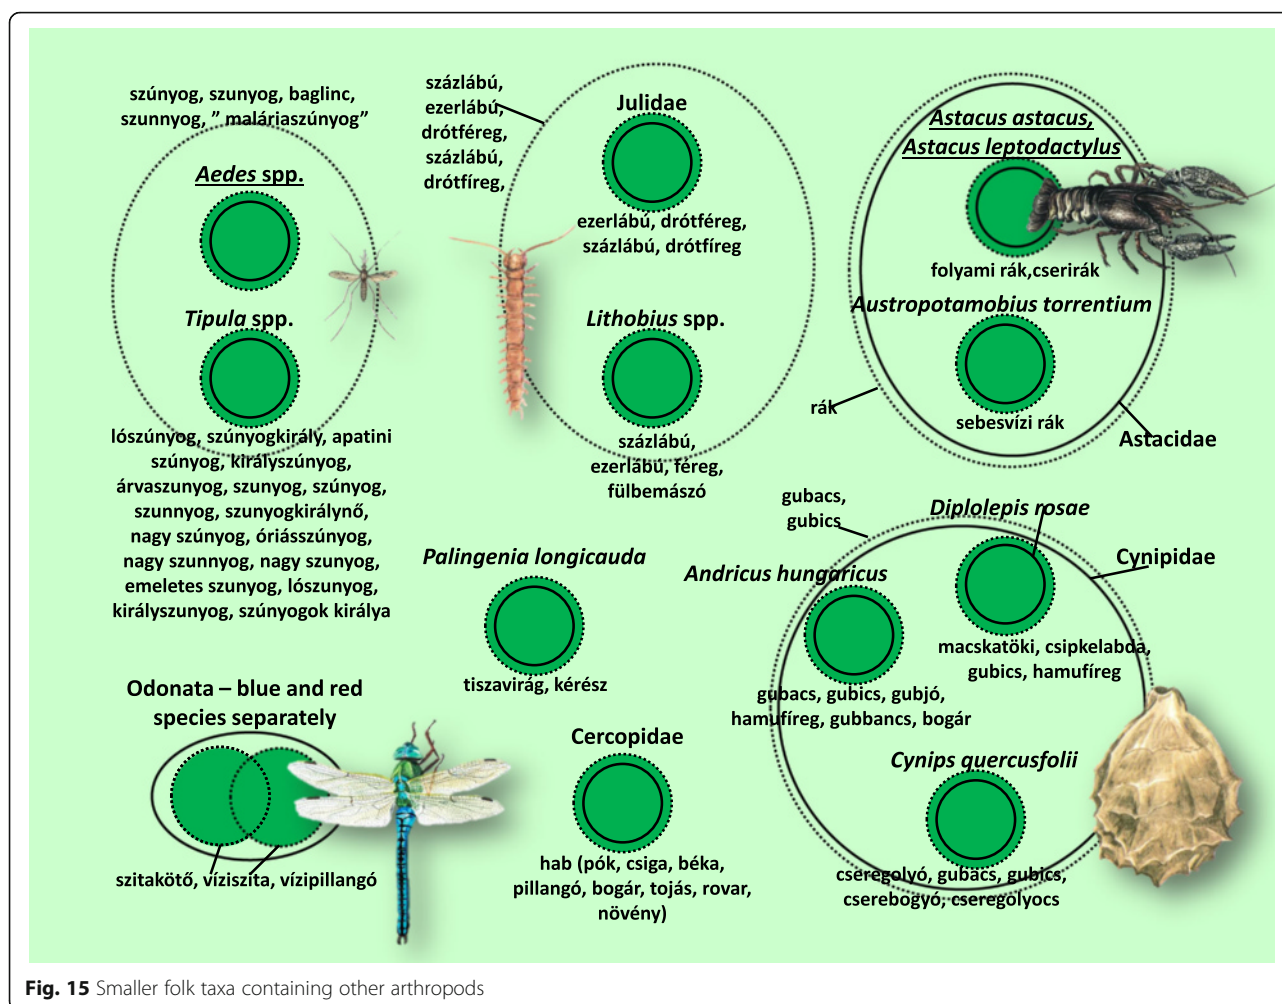 szúnyog, szunyog, baglinc,
szunnyog, ” maláriaszúnyog”
Aedes spp.
Tipula spp.
lószúnyog, szúnyogkirály, apatini
szúnyog, királyszúnyog,
árvaszunyog, szunyog, szúnyog,
szunnyog, szunyogkirálynő,
nagy szúnyog, óriásszúnyog,
nagy szunnyog, nagy szunyog,
emeletes szunyog, lószunyog,
királyszunyog, szúnyogok királya
százlábú,
ezerlábú,
drótféreg,
százlábú,
drótfíreg,
Julidae
ezerlábú, drótféreg,
százlábú, drótfíreg
Lithobius spp.
százlábú,
ezerlábú, féreg,
fülbemászó
Astacus astacus,
Astacus leptodactylus
folyami rák,cserirák
Austropotamobius torrentium
sebesvízi rák
rák
Astacidae
Palingenia longicauda
tiszavirág, kérész
gubacs,
gubics
Diplolepis rosae
Cynipidae
Andricus hungaricus
macskatöki, csipkelabda,
gubics, hamufíreg
gubacs, gubics, gubjó,
hamufíreg, gubbancs, bogár
Cynips quercusfolii
cseregolyó, gubacs, gubics,
cserebogyó, cseregolyocs
Odonata – blue and red
species separately
szitakötő, víziszita, vízipillangó
Cercopidae
hab (pók, csiga, béka,
pillangó, bogár, tojás, rovar,
növény)
Fig. 15 Smaller folk taxa containing other arthropods